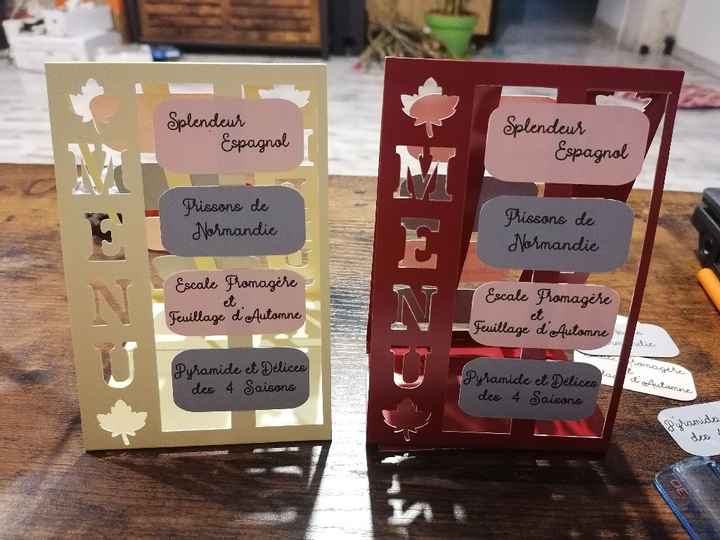 MENU
Splendeur
Espagnol
Frissons de
Normandie
Escale Fromagère
et
Feuillage d'Automne
Pyramide et Délices
des 4 Saisons
MENU
Splendeur
Espagnol
Frissons de
Normandie
Escale Fromagère
et
Feuillage d'Automne
Pyramide et Délices
des 4 Saisons